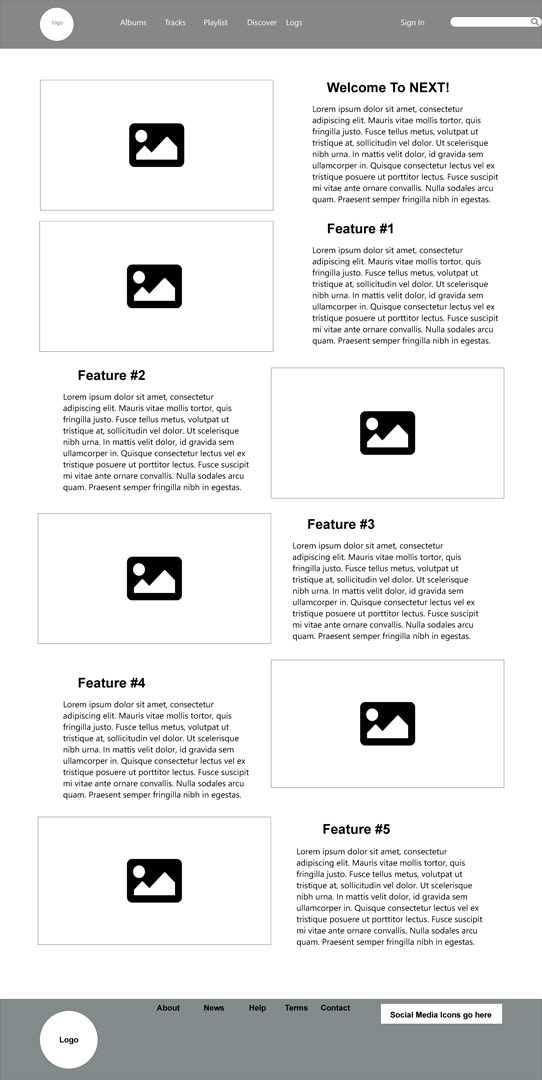 logo
Albums Tracks Playlist Discover Logs Sign In
Welcome To NEXT!
Lorem ipsum dolor sit amet, consectetur
adipiscing elit. Mauris vitae mollis tortor, quis
fringilla justo. Fusce tellus metus, volutpat ut
tristique at, sollicitudin vel dolor. Ut scelerisque
nibh urna. In mattis velit dolor, id gravida sem
ullamcorper in. Quisque consectetur lectus vel ex
tristique posuere ut porttitor lectus. Fusce suscipit
mi vitae ante ornare convallis. Nulla sodales arcu
quam. Praesent semper fringilla nibh in egestas.
Feature #1
Lorem ipsum dolor sit amet, consectetur
adipiscing elit. Mauris vitae mollis tortor, quis
fringilla justo. Fusce tellus metus, volutpat ut
tristique at, sollicitudin vel dolor. Ut scelerisque
nibh urna. In mattis velit dolor, id gravida sem
ullamcorper in. Quisque consectetur lectus vel ex
tristique posuere ut porttitor lectus. Fusce suscipit
mi vitae ante ornare convallis. Nulla sodales arcu
quam. Praesent semper fringilla nibh in egestas.
Feature #2
Lorem ipsum dolor sit amet, consectetur
adipiscing elit. Mauris vitae mollis tortor, quis
fringilla justo. Fusce tellus metus, volutpat ut
tristique at, sollicitudin vel dolor. Ut scelerisque
nibh urna. In mattis velit dolor, id gravida sem
ullamcorper in. Quisque consectetur lectus vel ex
tristique posuere ut porttitor lectus. Fusce suscipit
mi vitae ante ornare convallis. Nulla sodales arcu
quam. Praesent semper fringilla nibh in egestas.
Feature #3
Lorem ipsum dolor sit amet, consectetur
adipiscing elit. Mauris vitae mollis tortor, quis
fringilla justo. Fusce tellus metus, volutpat ut
tristique at, sollicitudin vel dolor. Ut scelerisque
nibh urna. In mattis velit dolor, id gravida sem
ullamcorper in. Quisque consectetur lectus vel ex
tristique posuere ut porttitor lectus. Fusce suscipit
mi vitae ante ornare convallis. Nulla sodales arcu
quam. Praesent semper fringilla nibh in egestas.
Feature #4
Lorem ipsum dolor sit amet, consectetur
adipiscing elit. Mauris vitae mollis tortor, quis
fringilla justo. Fusce tellus metus, volutpat ut
tristique at, sollicitudin vel dolor. Ut scelerisque
nibh urna. In mattis velit dolor, id gravida sem
ullamcorper in. Quisque consectetur lectus vel ex
tristique posuere ut porttitor lectus. Fusce suscipit
mi vitae ante ornare convallis. Nulla sodales arcu
quam. Praesent semper fringilla nibh in egestas.
Feature #5
Lorem ipsum dolor sit amet, consectetur
adipiscing elit. Mauris vitae mollis tortor, quis
fringilla justo. Fusce tellus metus, volutpat ut
tristique at, sollicitudin vel dolor. Ut scelerisque
nibh urna. In mattis velit dolor, id gravida sem
ullamcorper in. Quisque consectetur lectus vel ex
tristique posuere ut porttitor lectus. Fusce suscipit
mi vitae ante ornare convallis. Nulla sodales arcu
quam. Praesent semper fringilla nibh in egestas.
About News Help Terms Contact
Social Media Icons go here
Logo